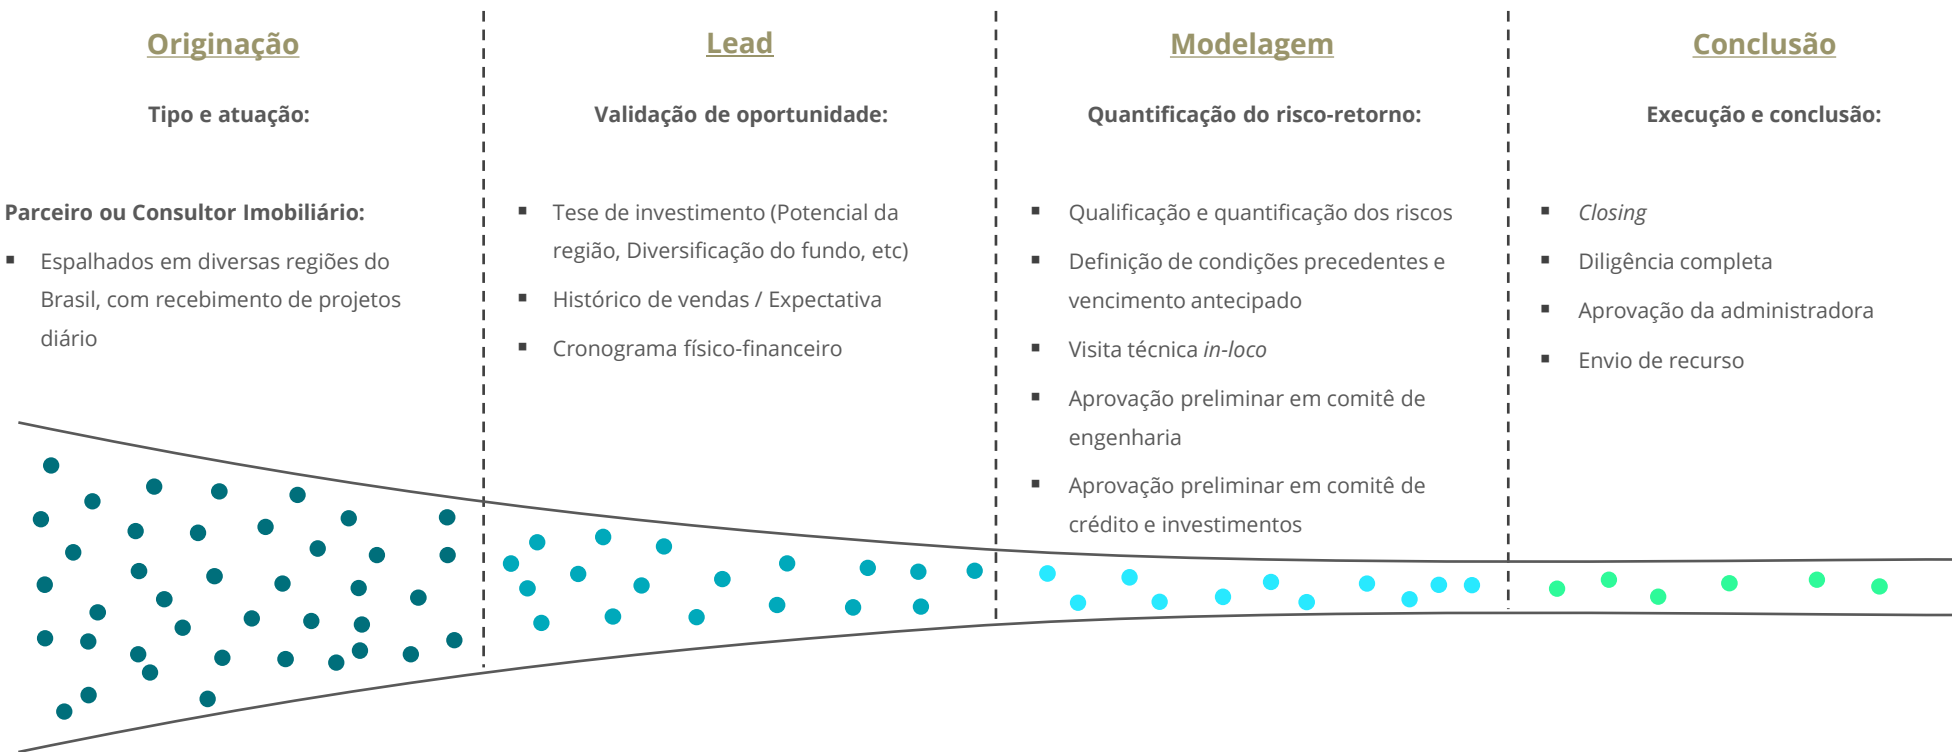 Originação
Tipo e atuação:
Parceiro ou Consultor Imobiliário:
▪ Espalhados em diversas regiões do
Brasil, com recebimento de projetos
diário
Lead
Validação de oportunidade:
▪ Tese de investimento (Potencial da
região, Diversificação do fundo, etc)
▪ Histórico de vendas / Expectativa
▪ Cronograma físico-financeiro
Modelagem
Quantificação do risco-retorno:
▪ Qualificação e quantificação dos riscos
▪ Definição de condições precedentes e
vencimento antecipado
▪ Visita técnica in-loco
▪ Aprovação preliminar em comitê de
engenharia
▪ Aprovação preliminar em comitê de
crédito e investimentos
Conclusão
Execução e conclusão:
▪ Closing
▪ Diligência completa
▪ Aprovação da administradora
▪ Envio de recurso